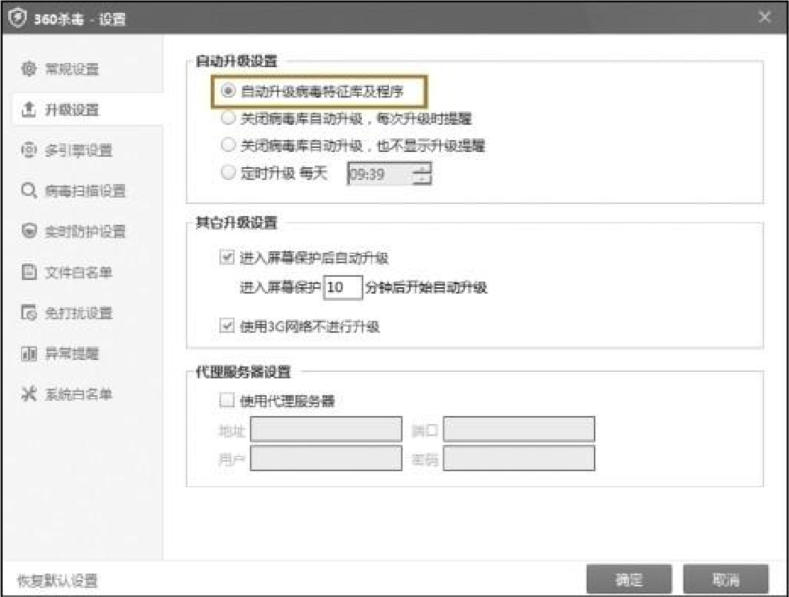 360杀毒 - 设置
常规设置
升级设置
多引擎设置
病毒扫描设置
实时防护设置
文件白名单
免打扰设置
异常提醒
系统白名单
恢复默认设置
自动升级设置
自动升级病毒特征库及程序
关闭病毒库自动升级，每次升级时提醒
关闭病毒库自动升级，也不显示升级提醒
定时升级 每天 09:39
其它升级设置
进入屏幕保护后自动升级
进入屏幕保护 10 分钟后开始自动升级
使用3G网络不进行升级
代理服务器设置
使用代理服务器
地址 端口
用户 密码
确定 取消